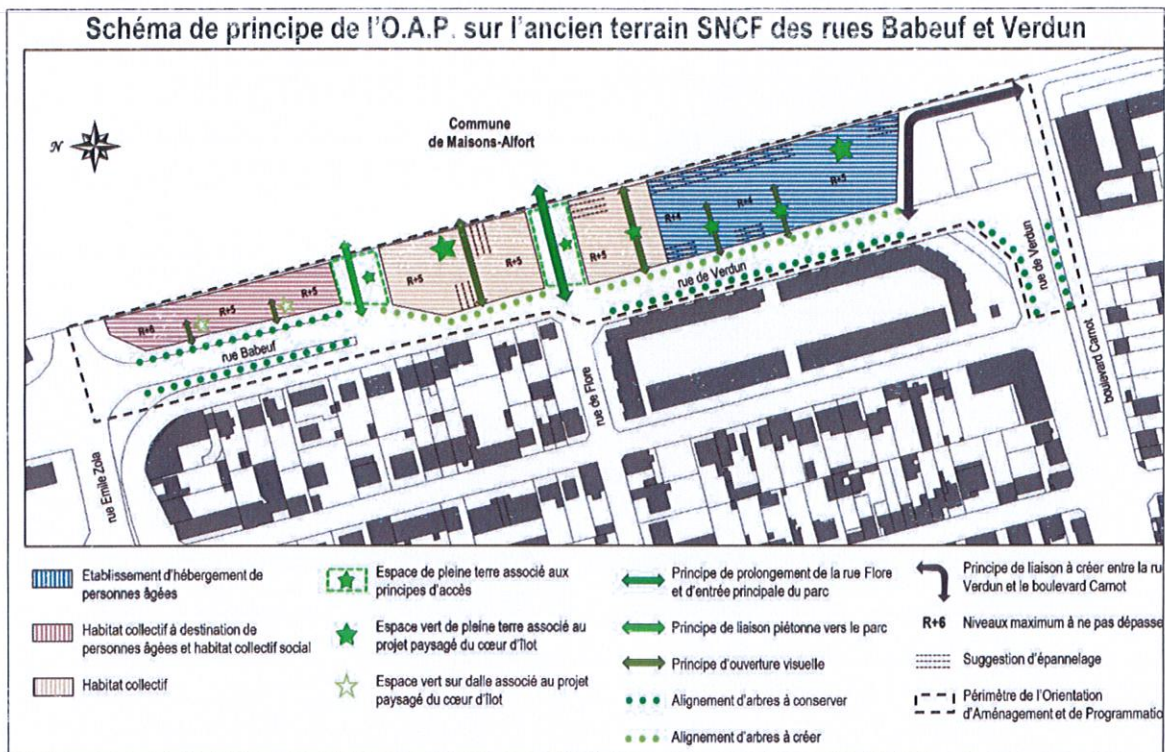 Schéma de principe de l'O.A.P. sur l'ancien terrain SNCF des rues Babeuf et Verdun
N
Commune
de Maisons-Alfort
R+5
R+4
R+4
R+5
R+5
R+5
R+5
R+5
R+6
rue de Verdun
rue de Verdun
rue Babeuf
rue de Flore
boulevard Carnot
rue Emile Zola
Etablissement d'hébergement de
personnes âgées
Habitat collectif à destination de
personnes âgées et habitat collectif social
Habitat collectif
Espace de pleine terre associé aux
principes d'accès
Espace vert de pleine terre associé au
projet paysagé du cœur d'îlot
Espace vert sur dalle associé au projet
paysagé du cœur d'îlot
Principe de prolongement de la rue Flore
et d'entrée principale du parc
Principe de liaison piétonne vers le parc
Principe d'ouverture visuelle
Alignement d'arbres à conserver
Alignement d'arbres à créer
Principe de liaison à créer entre la ru
Verdun et le boulevard Carnot
R+6 Niveaux maximum à ne pas dépasse
Suggestion d'épannelage
Périmètre de l'Orientation
d'Aménagement et de Programmatio